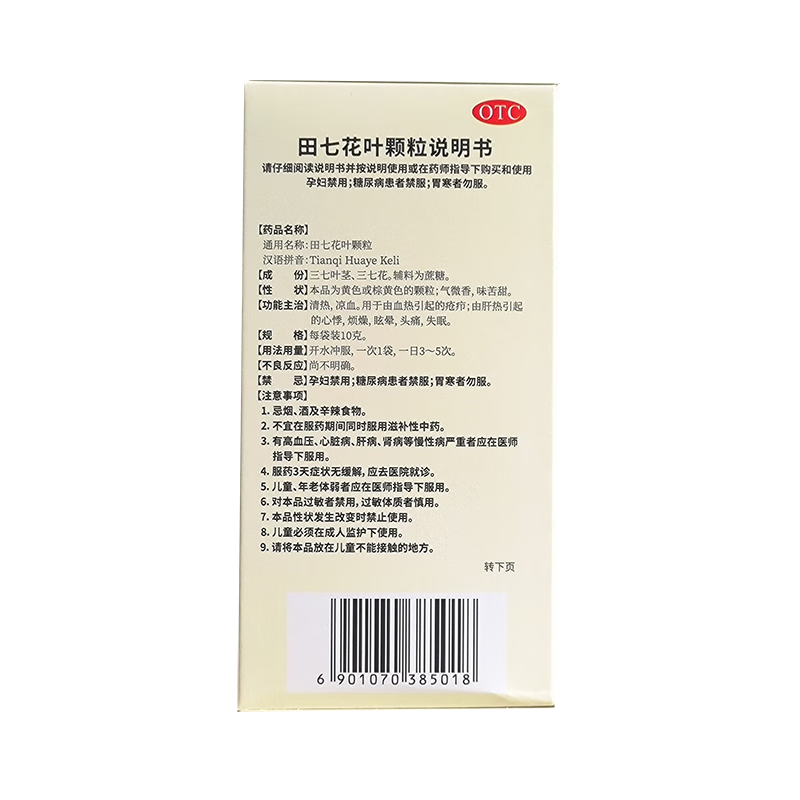 OTC
田七花叶颗粒说明书
请仔细阅读说明书并按说明使用或在药师指导下购买和使用
孕妇禁用；糖尿病患者禁服；胃寒者勿服。
【药品名称】
通用名称：田七花叶颗粒
汉语拼音：Tianqi Huaye Keli
【成　　份】三七叶茎、三七花。辅料为蔗糖。
【性　　状】本品为黄色或棕黄色的颗粒；气微香，味苦甜。
【功能主治】清热，凉血。用于由血热引起的疮疖；由肝热引起
的心悸，烦燥，眩晕，头痛，失眠。
【规　　格】每袋装10克。
【用法用量】开水冲服，一次1袋，一日3～5次。
【不良反应】尚不明确。
【禁　　忌】孕妇禁用；糖尿病患者禁服；胃寒者勿服。
【注意事项】
1. 忌烟、酒及辛辣食物。
2. 不宜在服药期间同时服用滋补性中药。
3. 有高血压、心脏病、肝病、肾病等慢性病严重者应在医师
指导下服用。
4. 服药3天症状无缓解，应去医院就诊。
5. 儿童、年老体弱者应在医师指导下服用。
6. 对本品过敏者禁用，过敏体质者慎用。
7. 本品性状发生改变时禁止使用。
8. 儿童必须在成人监护下使用。
9. 请将本品放在儿童不能接触的地方。
转下页
6 901070 385018